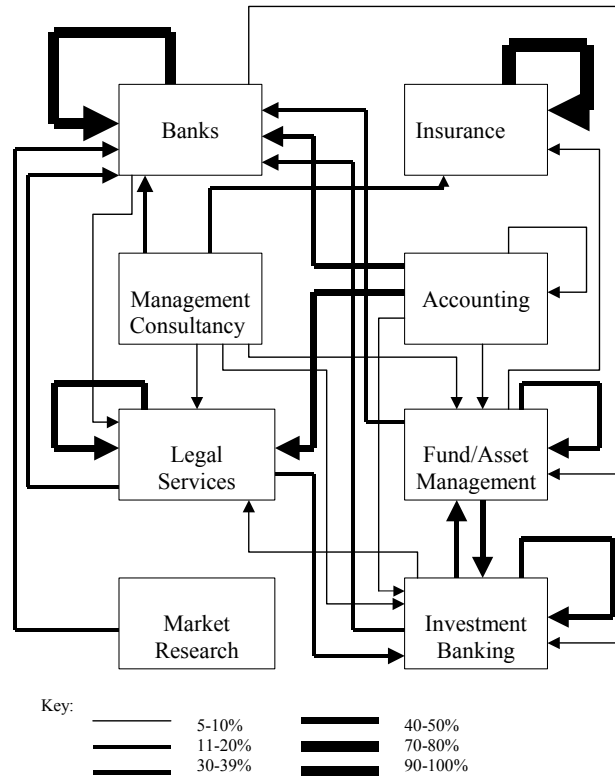 Banks
Insurance
Management
Consultancy
Accounting
Legal
Services
Fund/Asset
Management
Market
Research
Investment
Banking
Key:
5-10%
40-50%
11-20%
70-80%
30-39%
90-100%